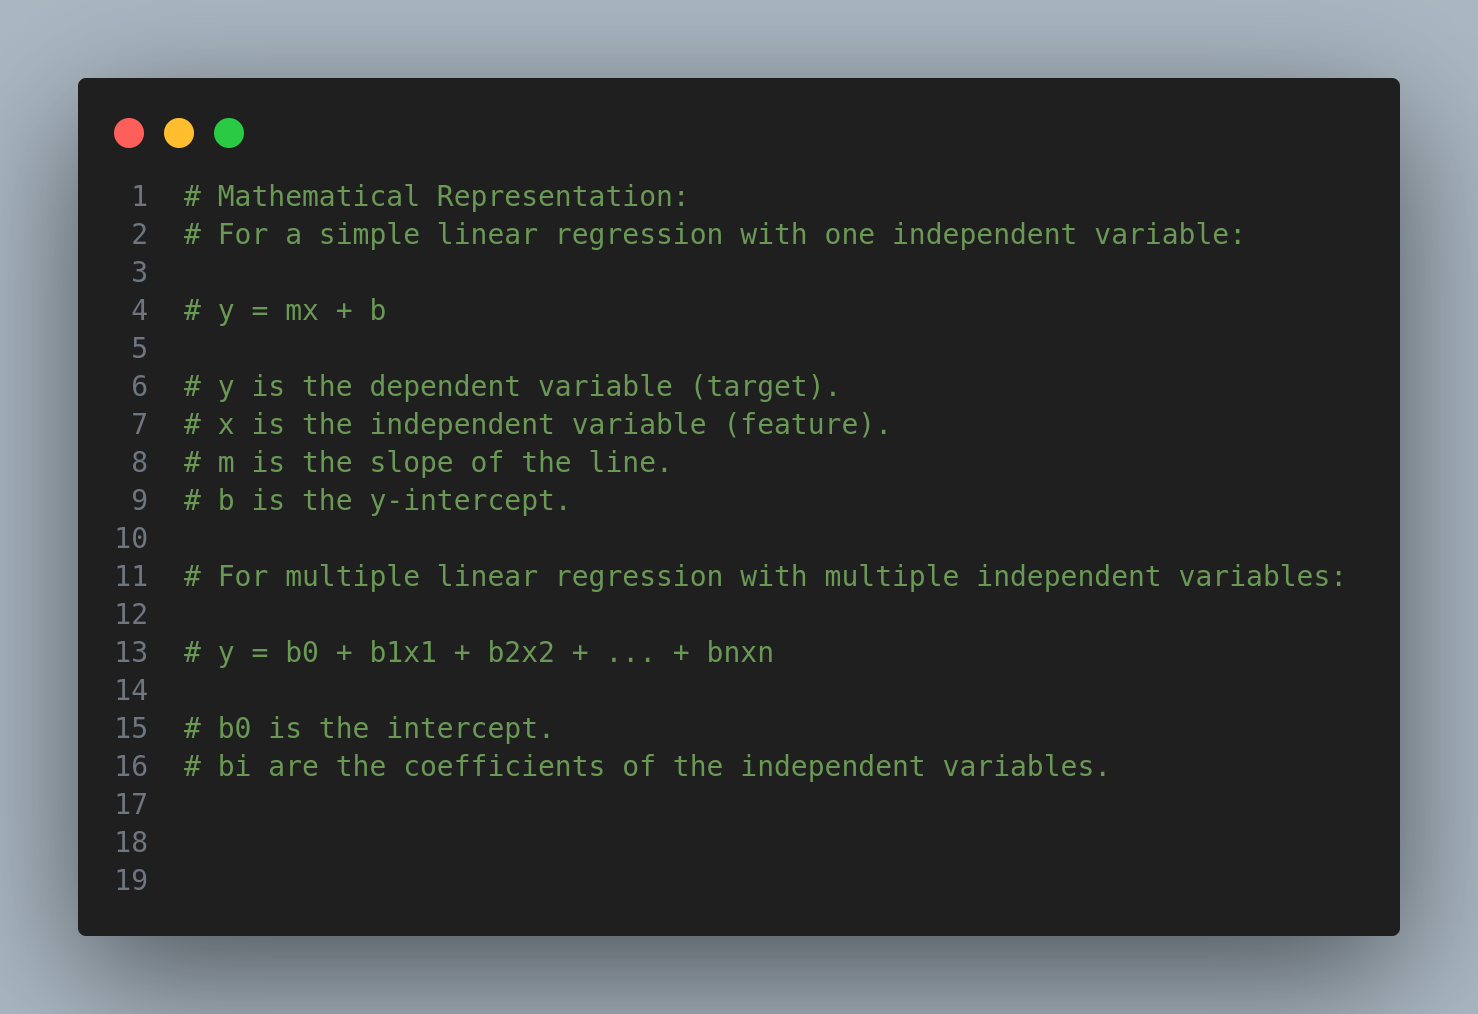 1 # Mathematical Representation:
2 # For a simple linear regression with one independent variable:
3
4 # y = mx + b
5
6 # y is the dependent variable (target).
7 # x is the independent variable (feature).
8 # m is the slope of the line.
9 # b is the y-intercept.
10
11 # For multiple linear regression with multiple independent variables:
12
13 # y = b0 + b1x1 + b2x2 + ... + bnxn
14
15 # b0 is the intercept.
16 # bi are the coefficients of the independent variables.
17
18
19